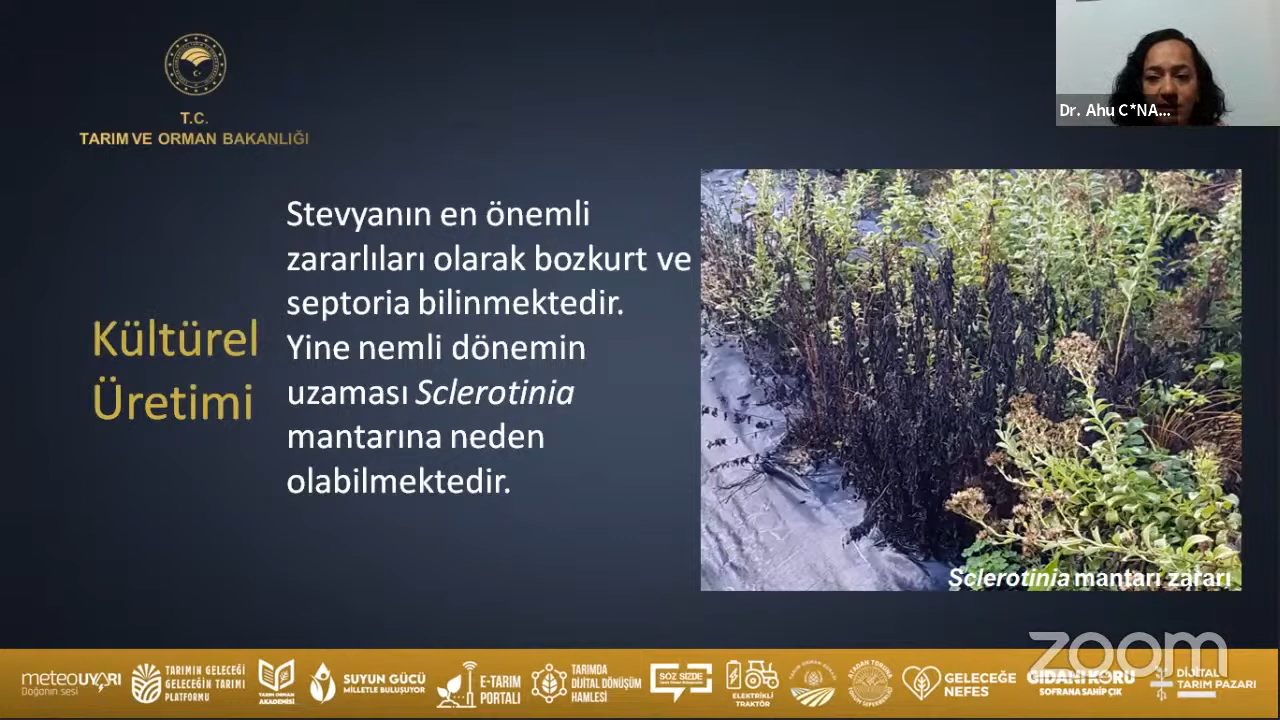 T.C.
TARIM VE ORMAN BAKANLIĞI
Dr. Ahu C*NA...
Kültürel
Üretimi
Stevyanın en önemli
zararlıları olarak bozkurt ve
septoria bilinmektedir.
Yine nemli dönemin
uzaması Sclerotinia
mantarına neden
olabilmektedir.
Sclerotinia mantarı zararı
zoom
meteoUYARI
Doğanın sesi
TARIMIN GELECEĞİ
GELECEĞİN TARIMI
PLATFORMU
TARIM ORMAN
AKADEMİSİ
SUYUN GÜCÜ
MİLLETLE BULUŞUYOR
E-TARIM
PORTALI
TARIMDA
DİJİTAL DÖNÜŞÜM
HAMLESİ
SÖZ SİZDE
ELEKTRİKLİ
TRAKTÖR
GELECEĞE
NEFES
GIDANI KORU
SOFRANA SAHİP ÇIK
DİJİTAL
TARIM PAZARI